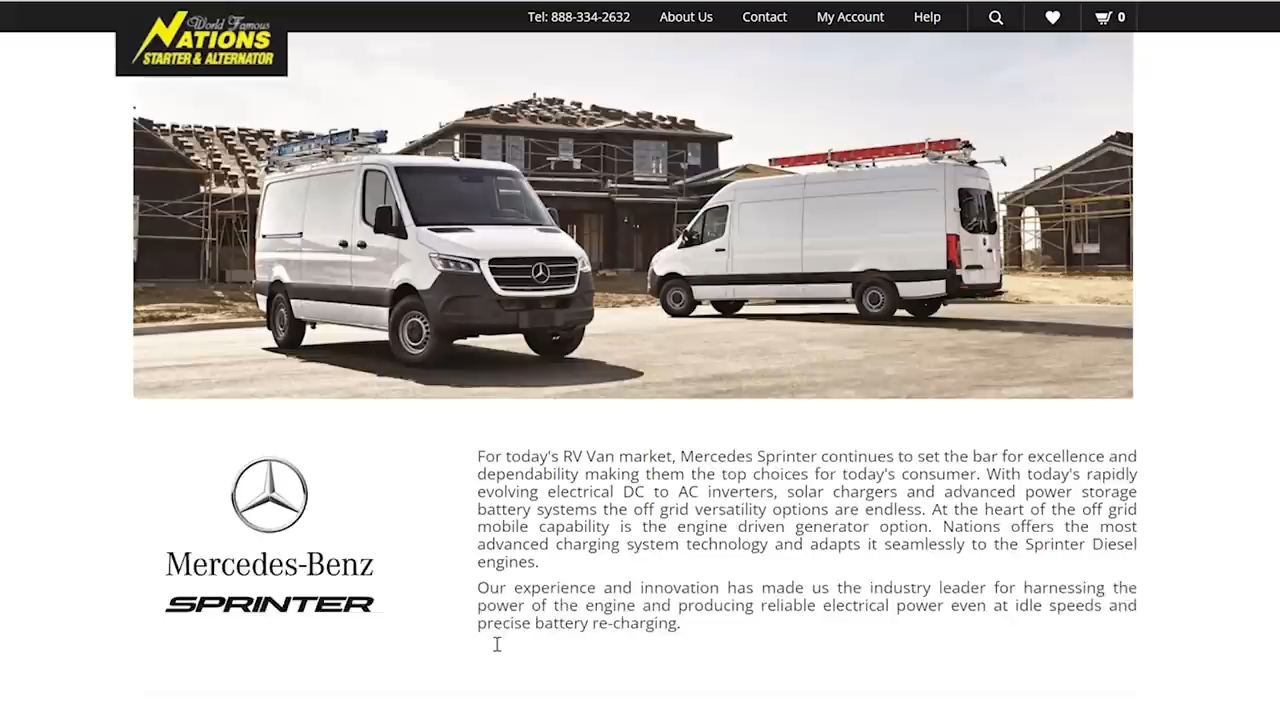 World Famous
NATIONS
STARTER & ALTERNATOR
Tel: 888-334-2632 About Us Contact My Account Help 0
For today's RV Van market, Mercedes Sprinter continues to set the bar for excellence and
dependability making them the top choices for today's consumer. With today's rapidly
evolving electrical DC to AC inverters, solar chargers and advanced power storage
battery systems the off grid versatility options are endless. At the heart of the off grid
mobile capability is the engine driven generator option. Nations offers the most
advanced charging system technology and adapts it seamlessly to the Sprinter Diesel
engines.
Our experience and innovation has made us the industry leader for harnessing the
power of the engine and producing reliable electrical power even at idle speeds and
precise battery re-charging.
Mercedes-Benz
SPRINTER